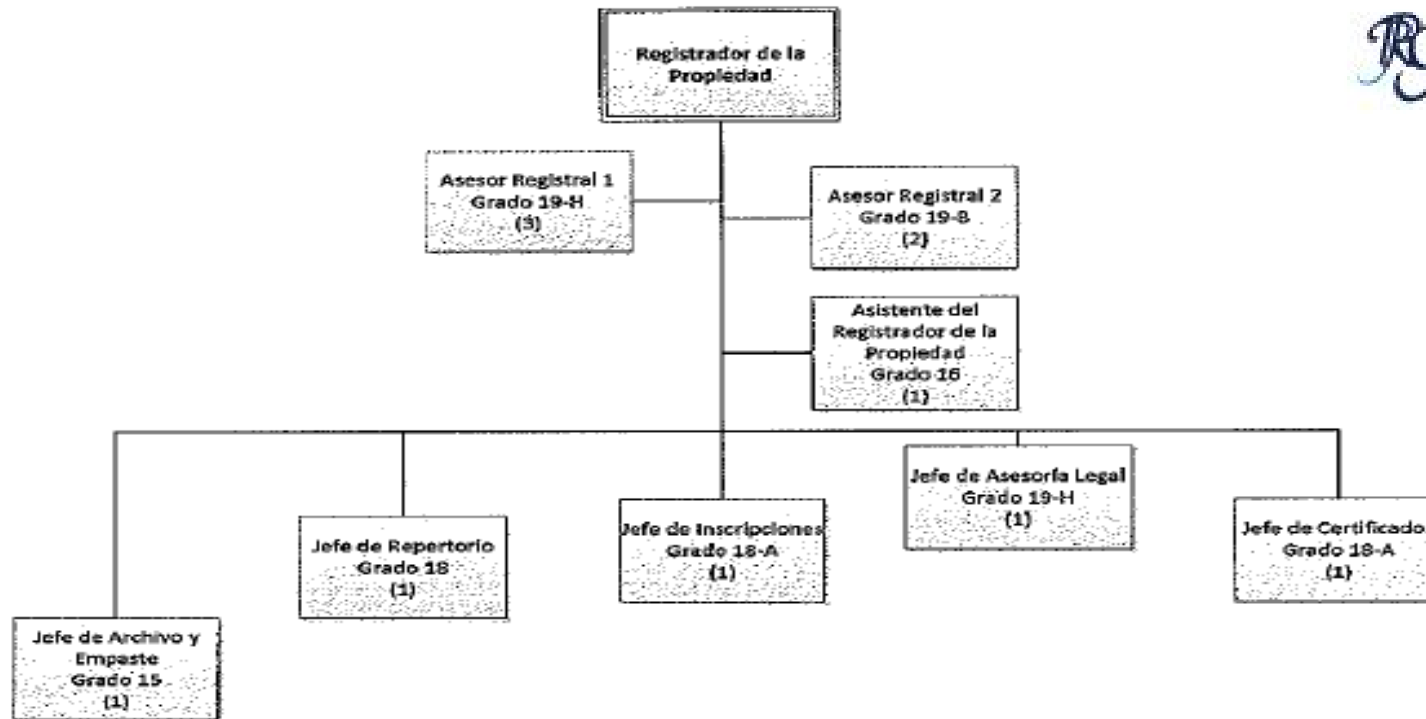 Registrador de la
Propiedad
Asesor Registral 1
Grado 19-H
(3)
Asesor Registral 2
Grado 19-B
(2)
Asistente del
Registrador de la
Propiedad
Grado 16
(1)
Jefe de Archivo y
Empaste
Grado 15
(1)
Jefe de Repertorio
Grado 18
(1)
Jefe de Inscripciones
Grado 18-A
(1)
Jefe de Asesoría Legal
Grado 19-H
(1)
Jefe de Certificado
Grado 18-A
(1)